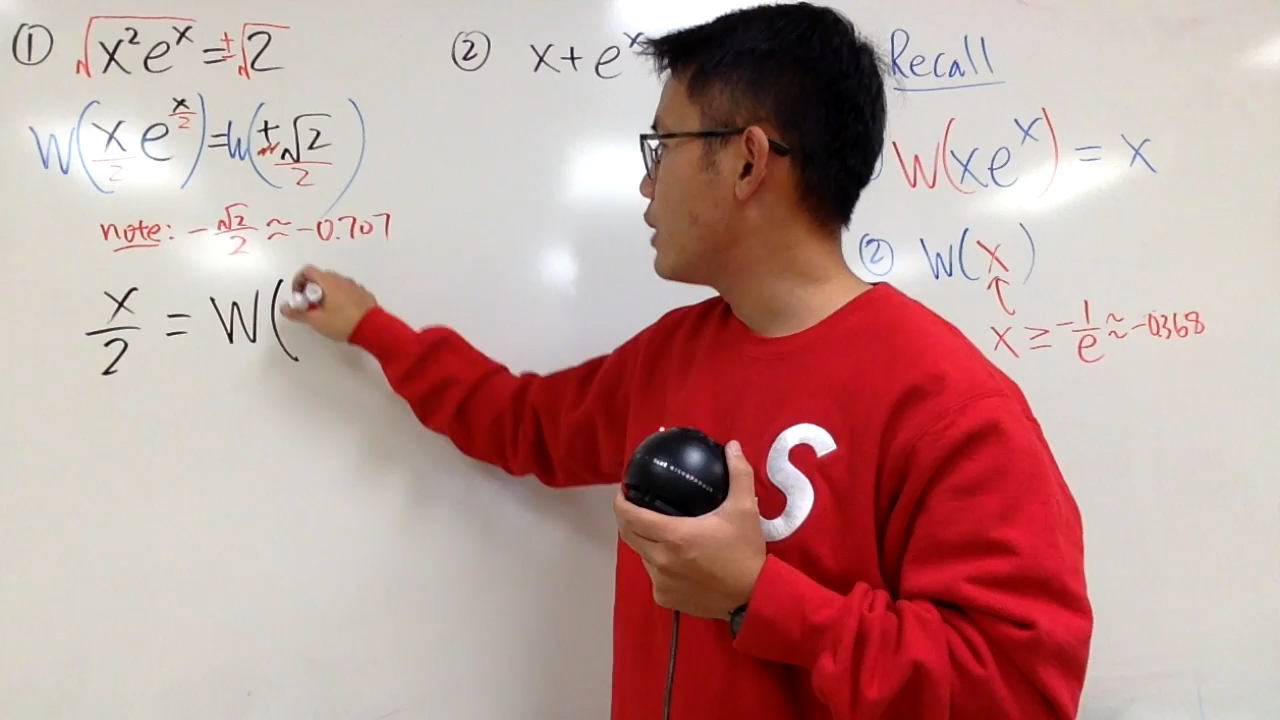 ① √(x²eˣ) = ±√2
W(x/2 e^(x/2)) = W(±√2/2)
note: -√2/2 ≈ -0.707
x/2 = W(
② x + eˣ
Recall
W(xeˣ) = x
② W(x)
x ≥ -1/e ≈ -0.368
S